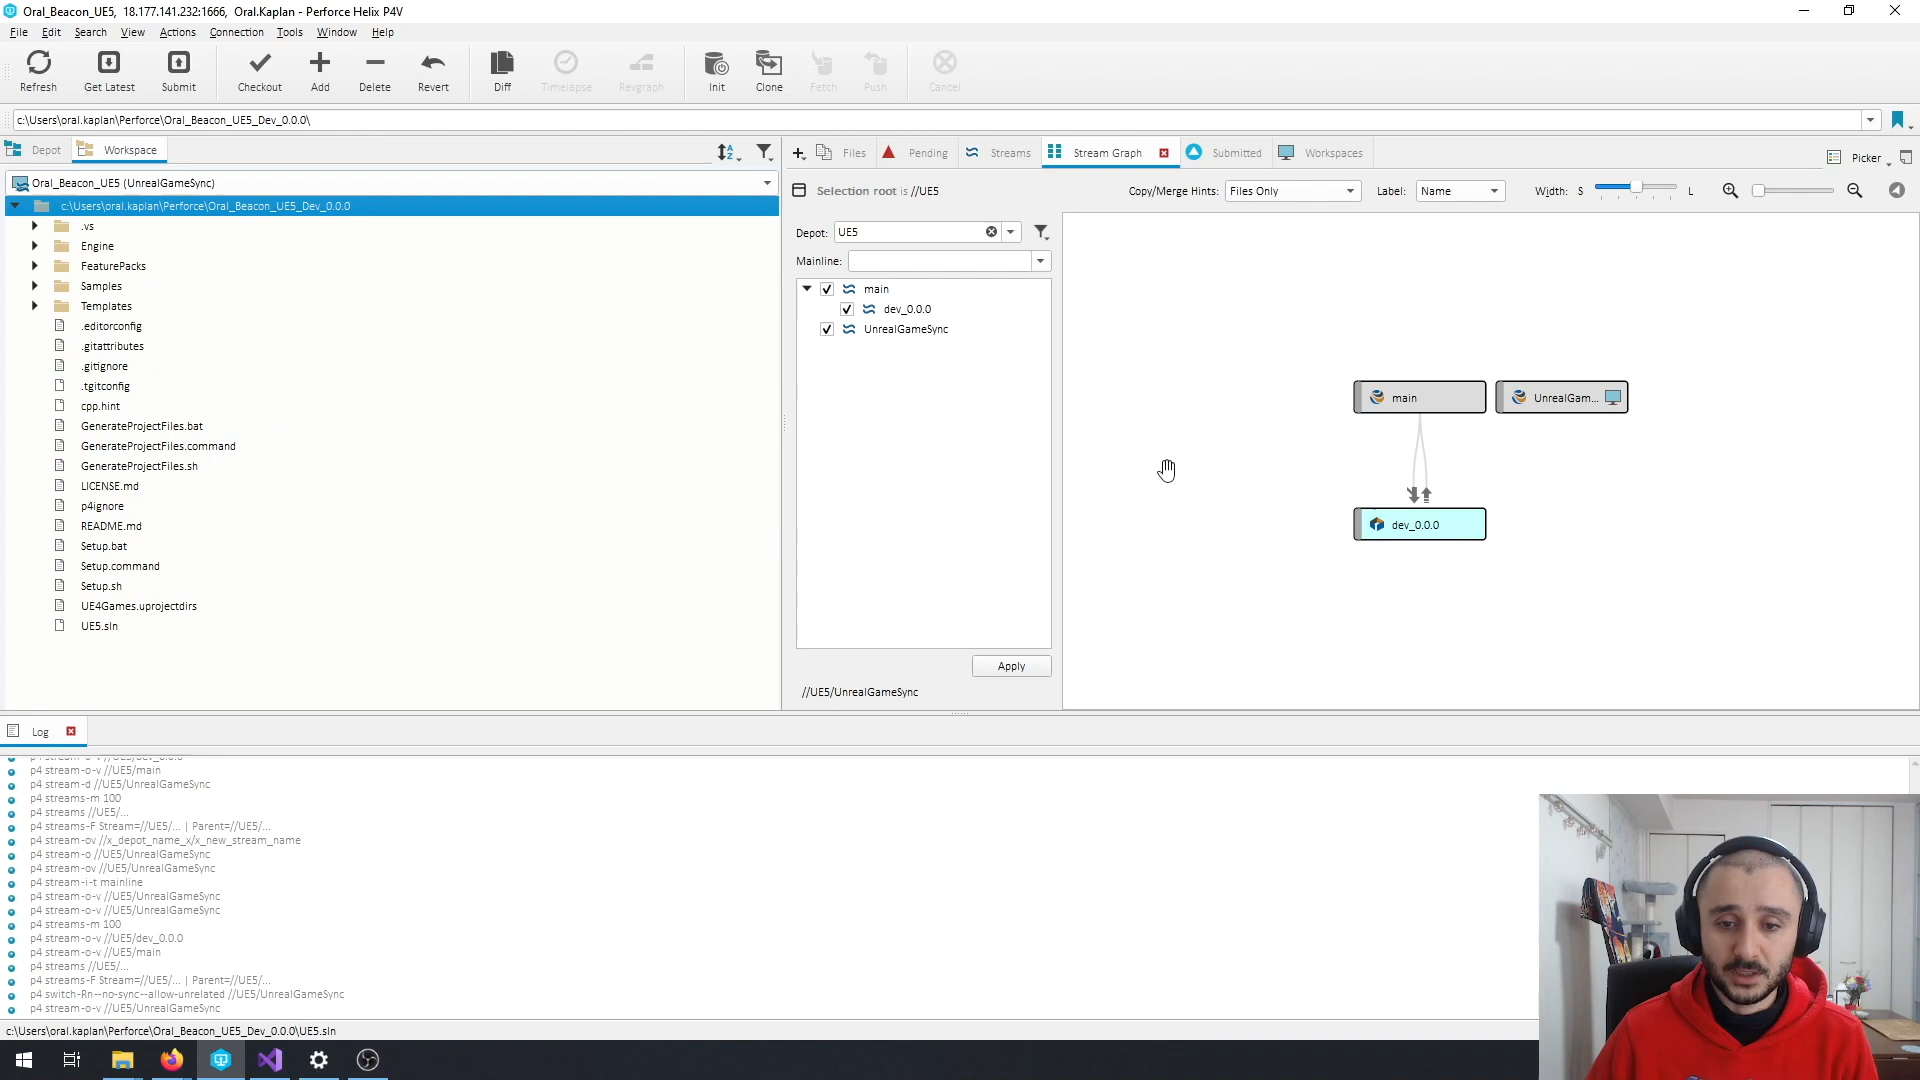 Oral_Beacon_UE5, 18.177.141.232:1666, Oral.Kaplan - Perforce Helix P4V
File Edit Search View Actions Connection Tools Window Help
Refresh Get Latest Submit Checkout Add Delete Revert Diff Timelapse Revgraph Init Clone Fetch Push Cancel
c:\Users\oral.kaplan\Perforce\Oral_Beacon_UE5_Dev_0.0.0\
Depot Workspace
Oral_Beacon_UE5 (UnrealGameSync)
c:\Users\oral.kaplan\Perforce\Oral_Beacon_UE5_Dev_0.0.0
.vs
Engine
FeaturePacks
Samples
Templates
.editorconfig
.gitattributes
.gitignore
.tgitconfig
cpp.hint
GenerateProjectFiles.bat
GenerateProjectFiles.command
GenerateProjectFiles.sh
LICENSE.md
p4ignore
README.md
Setup.bat
Setup.command
Setup.sh
UE4Games.uprojectdirs
UE5.sln
Files Pending Streams Stream Graph Submitted Workspaces
Picker
Selection root is //UE5
Copy/Merge Hints: Files Only Label: Name Width: S L
Depot: UE5
Mainline:
main
dev_0.0.0
UnrealGameSync
Apply
//UE5/UnrealGameSync
main
UnrealGam...
dev_0.0.0
Log
p4 stream-o-v //UE5/dev_0.0.0
p4 stream-o-v //UE5/main
p4 stream-d //UE5/UnrealGameSync
p4 streams-m 100
p4 streams //UE5/...
p4 streams-F Stream=//UE5/... | Parent=//UE5/...
p4 stream-ov //x_depot_name_x/x_new_stream_name
p4 stream-o //UE5/UnrealGameSync
p4 stream-ov //UE5/UnrealGameSync
p4 stream-i-t mainline
p4 stream-o-v //UE5/UnrealGameSync
p4 stream-o-v //UE5/UnrealGameSync
p4 streams-m 100
p4 stream-o-v //UE5/dev_0.0.0
p4 stream-o-v //UE5/main
p4 streams //UE5/...
p4 streams-F Stream=//UE5/... | Parent=//UE5/...
p4 switch-Rn--no-sync--allow-unrelated //UE5/UnrealGameSync
p4 stream-o-v //UE5/UnrealGameSync
c:\Users\oral.kaplan\Perforce\Oral_Beacon_UE5_Dev_0.0.0\UE5.sln